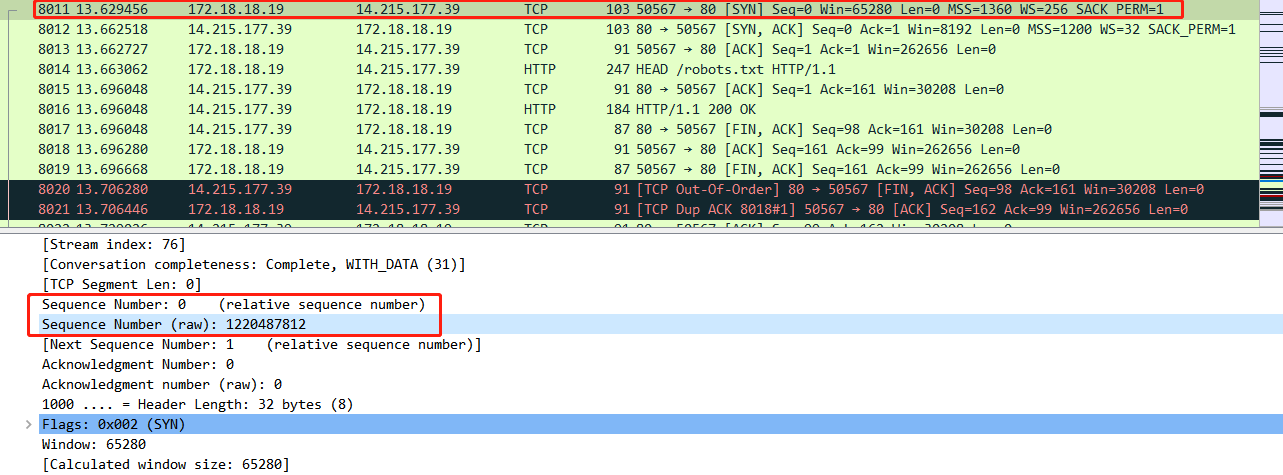 8011 13.629456 172.18.18.19 14.215.177.39 TCP 103 50567 → 80 [SYN] Seq=0 Win=65280 Len=0 MSS=1360 WS=256 SACK_PERM=1
8012 13.662518 14.215.177.39 172.18.18.19 TCP 103 80 → 50567 [SYN, ACK] Seq=0 Ack=1 Win=8192 Len=0 MSS=1200 WS=32 SACK_PERM=1
8013 13.662727 172.18.18.19 14.215.177.39 TCP 91 50567 → 80 [ACK] Seq=1 Ack=1 Win=262656 Len=0
8014 13.663062 172.18.18.19 14.215.177.39 HTTP 247 HEAD /robots.txt HTTP/1.1
8015 13.696048 14.215.177.39 172.18.18.19 TCP 91 80 → 50567 [ACK] Seq=1 Ack=161 Win=30208 Len=0
8016 13.696048 14.215.177.39 172.18.18.19 HTTP 184 HTTP/1.1 200 OK
8017 13.696048 14.215.177.39 172.18.18.19 TCP 87 80 → 50567 [FIN, ACK] Seq=98 Ack=161 Win=30208 Len=0
8018 13.696280 172.18.18.19 14.215.177.39 TCP 91 50567 → 80 [ACK] Seq=161 Ack=99 Win=262656 Len=0
8019 13.696668 172.18.18.19 14.215.177.39 TCP 87 50567 → 80 [FIN, ACK] Seq=161 Ack=99 Win=262656 Len=0
8020 13.706280 14.215.177.39 172.18.18.19 TCP 91 [TCP Out-Of-Order] 80 → 50567 [FIN, ACK] Seq=98 Ack=161 Win=30208 Len=0
8021 13.706446 172.18.18.19 14.215.177.39 TCP 91 [TCP Dup ACK 8018#1] 50567 → 80 [ACK] Seq=162 Ack=99 Win=262656 Len=0
[Stream index: 76]
[Conversation completeness: Complete, WITH_DATA (31)]
[TCP Segment Len: 0]
Sequence Number: 0 (relative sequence number)
Sequence Number (raw): 1220487812
[Next Sequence Number: 1 (relative sequence number)]
Acknowledgment Number: 0
Acknowledgment number (raw): 0
1000 .... = Header Length: 32 bytes (8)
Flags: 0x002 (SYN)
Window: 65280
[Calculated window size: 65280]